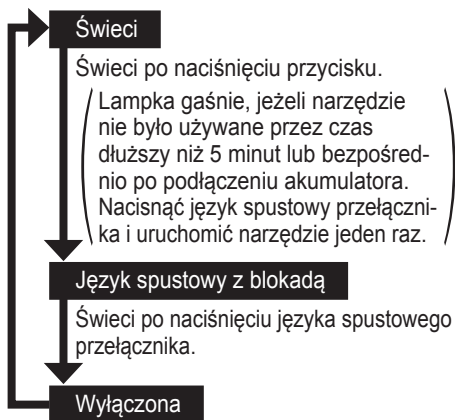 Świeci
Świeci po naciśnięciu przycisku.
Lampka gaśnie, jeżeli narzędzie
nie było używane przez czas
dłuższy niż 5 minut lub bezpośred-
nio po podłączeniu akumulatora.
Nacisnąć język spustowy przełączni-
ka i uruchomić narzędzie jeden raz.
Język spustowy z blokadą
Świeci po naciśnięciu języka spustowego
przełącznika.
Wyłączona